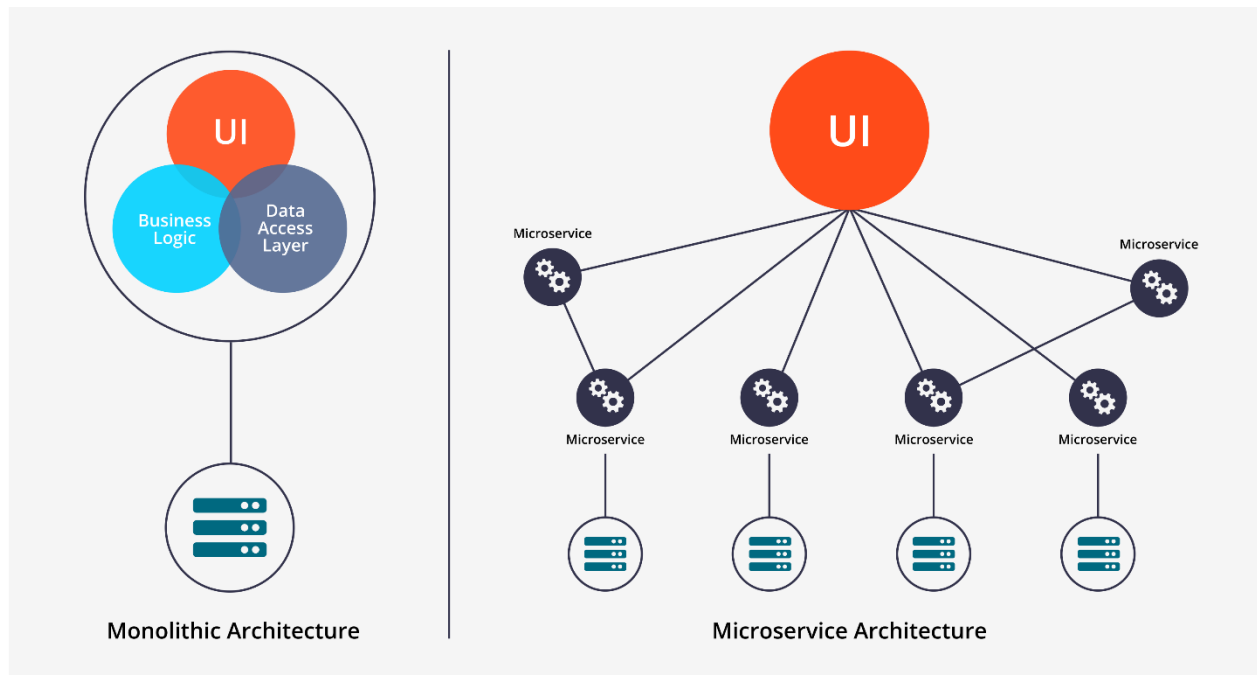 UI
Business
Logic
Data
Access
Layer
Monolithic Architecture
UI
Microservice
Microservice
Microservice
Microservice
Microservice
Microservice
Microservice Architecture